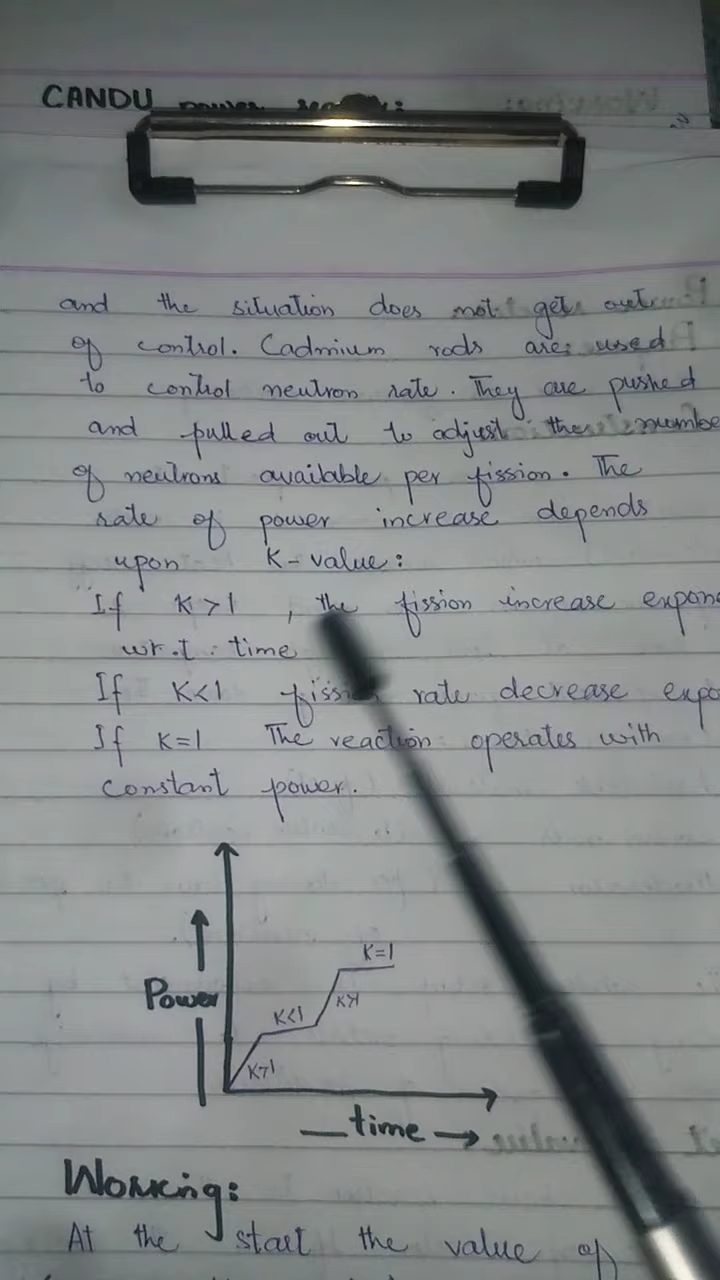 CANDU power
and the situation does not gets out
of control. Cadmium rods are used
to control neutron rate. They are pushed
and pulled out to adjust the numbe
of neutrons available per fission. The
rate of power increase depends
upon K-value:
If K>1 , the fission increase expon
w.r.t. time
If K<1 fission rate decrease expo
If K=1 The reaction operates with
constant power.
K=1
Power
K<1
K>1
time
Working:
At the start the value of